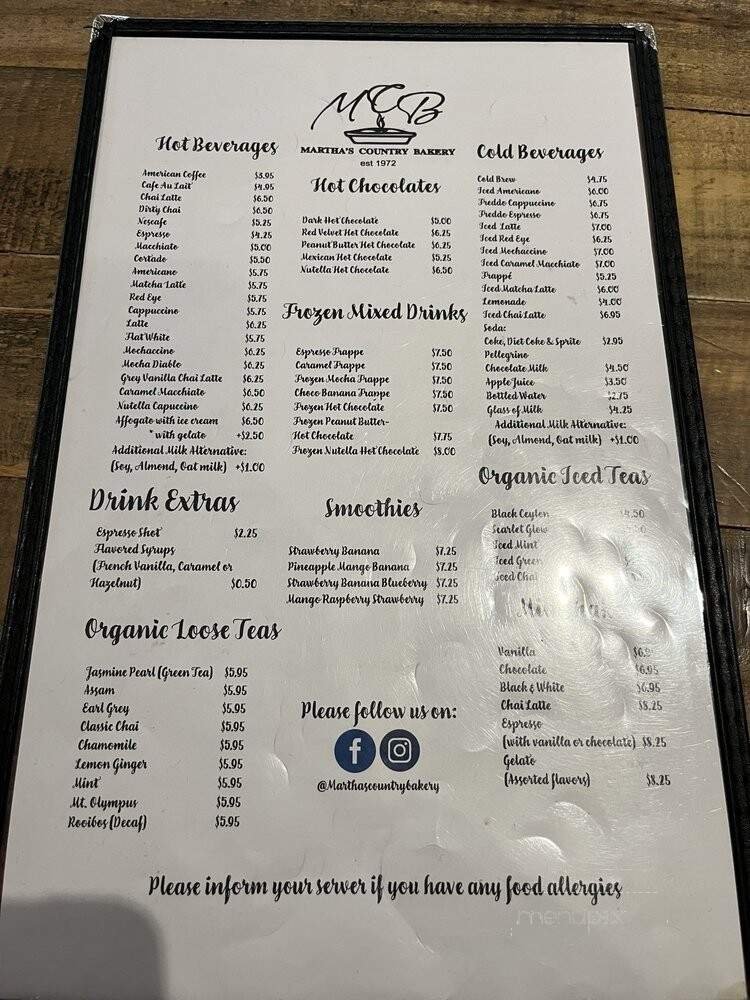 MCB
MARTHA'S COUNTRY BAKERY
est 1972
Hot Beverages
American Coffee $3.95
Cafe Au Lait $4.95
Chai Latte $6.50
Dirty Chai $6.50
Nescafe $5.25
Espresso $4.25
Macchiato $5.00
Cortado $5.50
Americano $5.75
Matcha Latte $5.75
Red Eye $5.75
Cappuccino $5.75
Latte $6.25
Flat White $5.75
Mochaccino $6.25
Mocha Diablo $6.25
Grey Vanilla Chai Latte $6.25
Caramel Macchiato $6.50
Nutella Capuccino $6.25
Affogato with ice cream $6.50
* with gelato +$2.50
Additional Milk Alternative:
(Soy, Almond, Oat milk) +$1.00
Drink Extras
Espresso Shot $2.25
Flavored Syrups
(French Vanilla, Caramel or
Hazelnut) $0.50
Organic Loose Teas
Jasmine Pearl (Green Tea) $5.95
Assam $5.95
Earl Grey $5.95
Classic Chai $5.95
Chamomile $5.95
Lemon Ginger $5.95
Mint $5.95
Mt. Olympus $5.95
Rooibos (Decaf) $5.95
Hot Chocolates
Dark Hot Chocolate $5.00
Red Velvet Hot Chocolate $6.25
Peanut Butter Hot Chocolate $6.25
Mexican Hot Chocolate $5.25
Nutella Hot Chocolate $6.50
Frozen Mixed Drinks
Espresso Frappe $7.50
Caramel Frappe $7.50
Frozen Mocha Frappe $7.50
Choco Banana Frappe $7.50
Frozen Hot Chocolate $7.50
Frozen Peanut Butter-
Hot Chocolate $7.75
Frozen Nutella Hot Chocolate $8.00
Smoothies
Strawberry Banana $7.25
Pineapple Mango Banana $7.25
Strawberry Banana Blueberry $7.25
Mango Raspberry Strawberry $7.25
Please follow us on:
@Marthascountrybakery
Cold Beverages
Cold Brew $4.75
Iced Americano $6.00
Freddo Cappuccino $6.75
Freddo Espresso $6.75
Iced Latte $7.00
Iced Red Eye $6.25
Iced Mochaccino $7.00
Iced Caramel Macchiato $7.00
Frappé $5.25
Iced Matcha Latte $6.00
Lemonade $4.00
Iced Chai Latte $6.95
Soda:
Coke, Diet Coke & Sprite $2.95
Pellegrino
Chocolate Milk $4.50
Apple Juice $3.50
Bottled Water $2.75
Glass of Milk $4.25
Additional Milk Alternative:
(Soy, Almond, Oat milk) +$1.00
Organic Iced Teas
Black Ceylon $4.50
Scarlet Glow
Iced Mint
Iced Green
Iced Chai
Vanilla
Chocolate $6.95
Black & White $6.95
Chai Latte $8.25
Espresso
(with vanilla or chocolate) $8.25
Gelato
(Assorted flavors) $8.25
Please inform your server if you have any food allergies